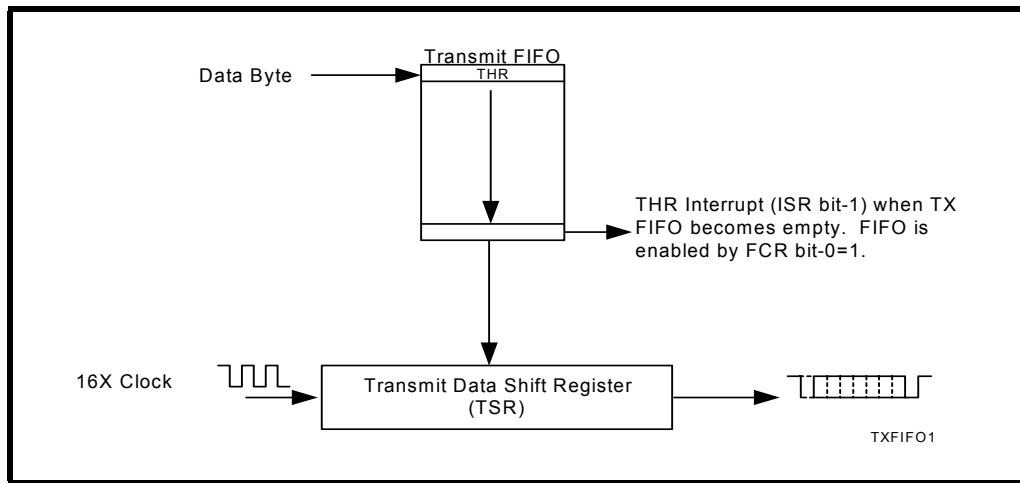 Transmit FIFO
THR
Data Byte
THR Interrupt (ISR bit-1) when TX
FIFO becomes empty. FIFO is
enabled by FCR bit-0=1.
16X Clock
Transmit Data Shift Register
(TSR)
TXFIFO1